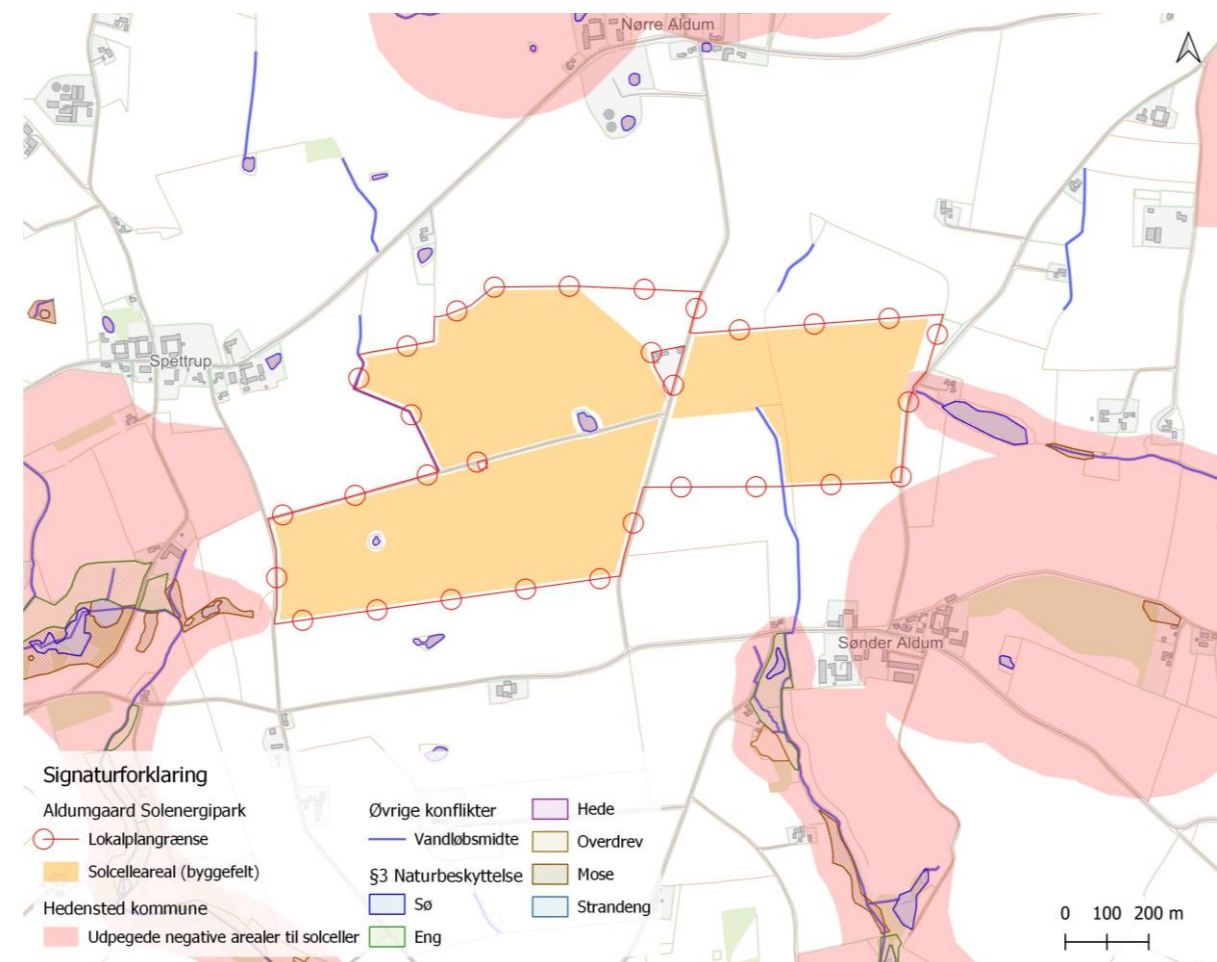 Nørre Aldum
Spettrup
Sønder Aldum
Signaturforklaring
Aldumgaard Solenergipark
Lokalplangrænse
Solcelleareal (byggefelt)
Hedensted kommune
Udpegede negative arealer til solceller
Øvrige konflikter
Vandløbsmidte
§3 Naturbeskyttelse
Sø
Eng
Hede
Overdrev
Mose
Strandeng
0 100 200 m